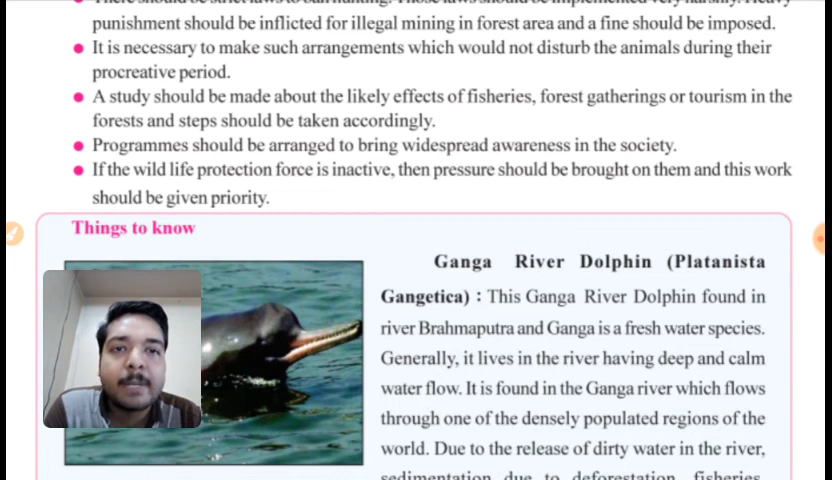 punishment should be inflicted for illegal mining in forest area and a fine should be imposed.
● It is necessary to make such arrangements which would not disturb the animals during their
procreative period.
● A study should be made about the likely effects of fisheries, forest gatherings or tourism in the
forests and steps should be taken accordingly.
● Programmes should be arranged to bring widespread awareness in the society.
● If the wild life protection force is inactive, then pressure should be brought on them and this work
should be given priority.
Things to know
Ganga River Dolphin (Platanista
Gangetica) : This Ganga River Dolphin found in
river Brahmaputra and Ganga is a fresh water species.
Generally, it lives in the river having deep and calm
water flow. It is found in the Ganga river which flows
through one of the densely populated regions of the
world. Due to the release of dirty water in the river,
sedimentation due to deforestation, fisheries,